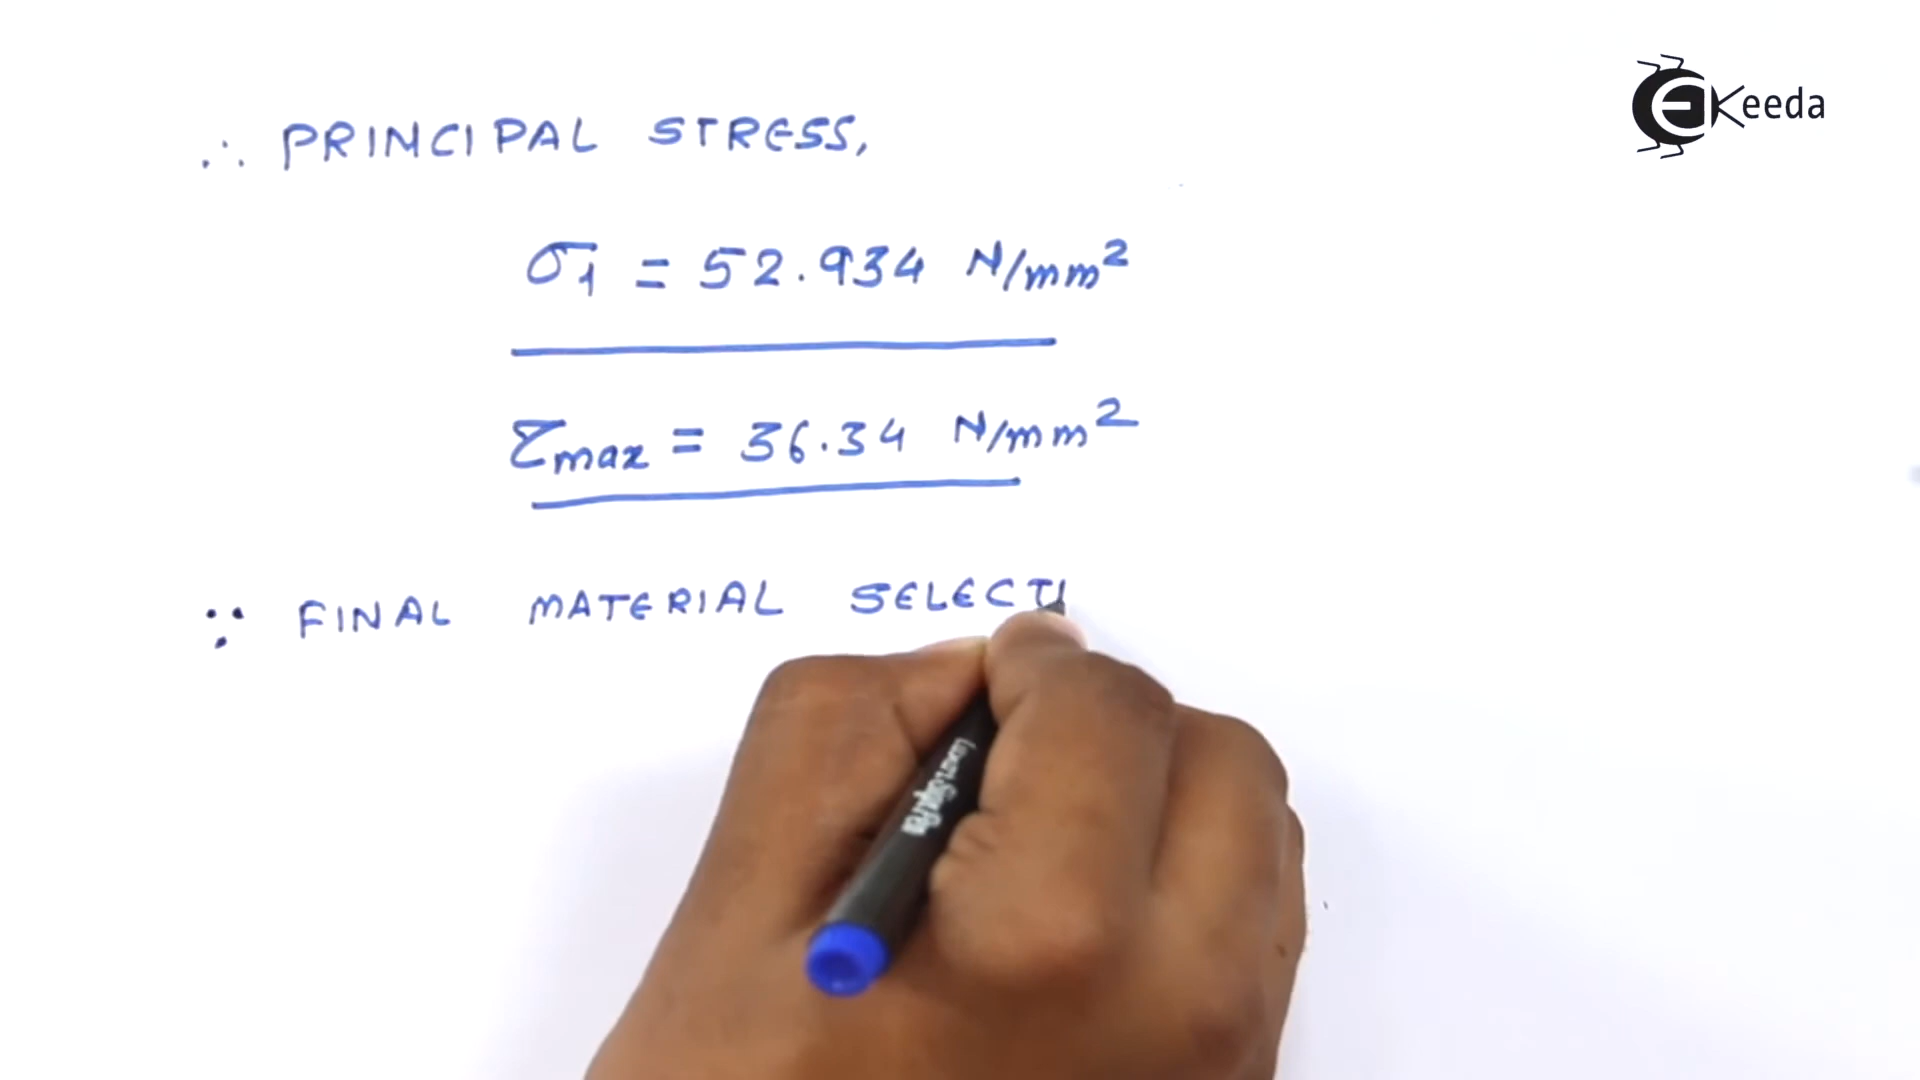 ∴ PRINCIPAL STRESS,
σ1 = 52.934 N/mm²
τmax = 36.34 N/mm²
∵ FINAL MATERIAL SELECTI
eKeeda